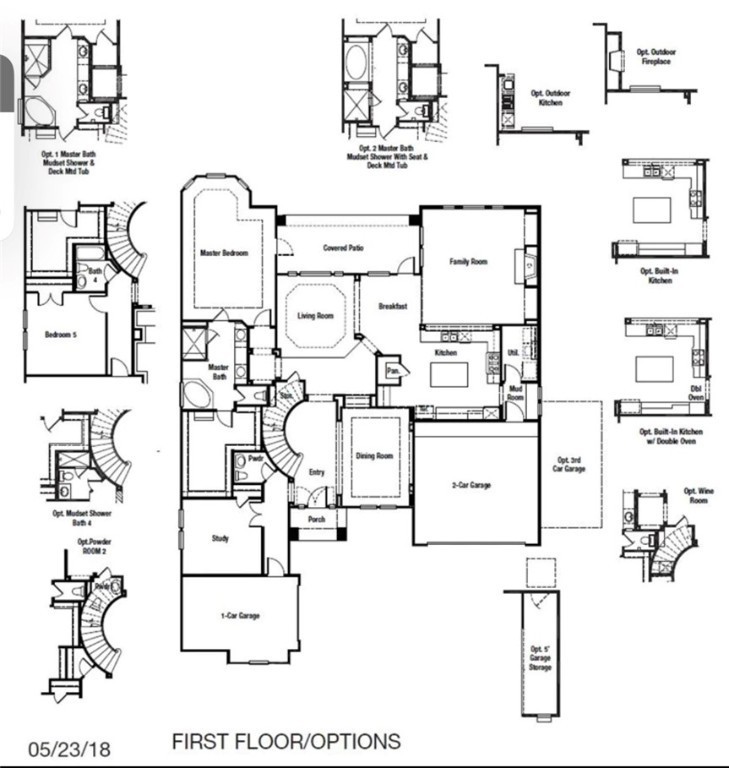 Opt. 1 Master Bath
Mudset Shower &
Deck Mtd Tub
Opt. 2 Master Bath
Mudset Shower With Seat &
Deck Mtd Tub
Opt. Outdoor
Kitchen
Opt. Outdoor
Fireplace
Opt. Built-In
Kitchen
Dbl
Oven
Opt. Built-In Kitchen
w/ Double Oven
Opt. Wine
Room
Bath
4
Bedroom 5
Opt. Mudset Shower
Bath 4
Opt.Powder
ROOM 2
Pwdr
Master Bedroom
Covered Patio
Family Room
Living Room
Breakfast
Kitchen
Util.
Master
Bath
Pan.
Mud
Room
Ref.
Stor.
Dining Room
Pwdr
Entry
2-Car Garage
Opt. 3rd
Car Garage
Porch
Study
1-Car Garage
Opt. 5'
Garage
Storage
05/23/18
FIRST FLOOR/OPTIONS